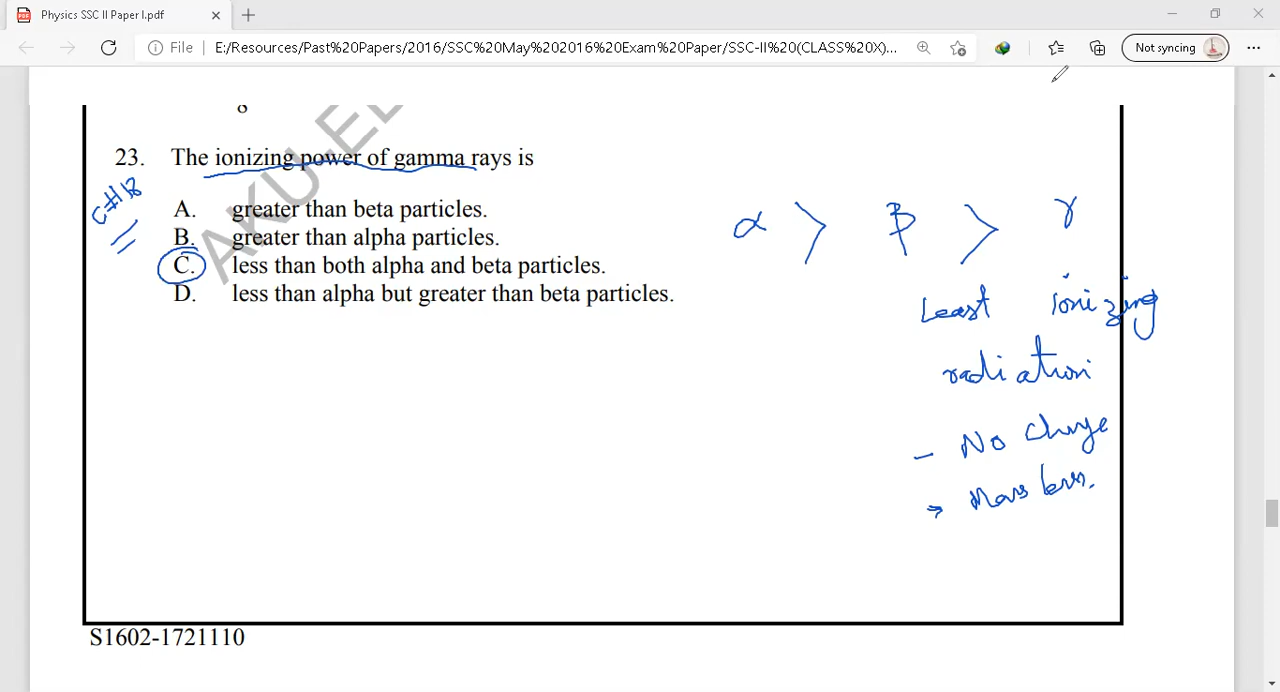 Physics SSC II Paper I.pdf
File E:/Resources/Past%20Papers/2016/SSC%20May%202016%20Exam%20Paper/SSC-II%20(CLASS%20X)... Not syncing
23. The ionizing power of gamma rays is
C#18
A. greater than beta particles.
B. greater than alpha particles.
C. less than both alpha and beta particles.
D. less than alpha but greater than beta particles.
α > β > γ
Least ionizing
radiation
- No charge
→ Mass less.
S1602-1721110